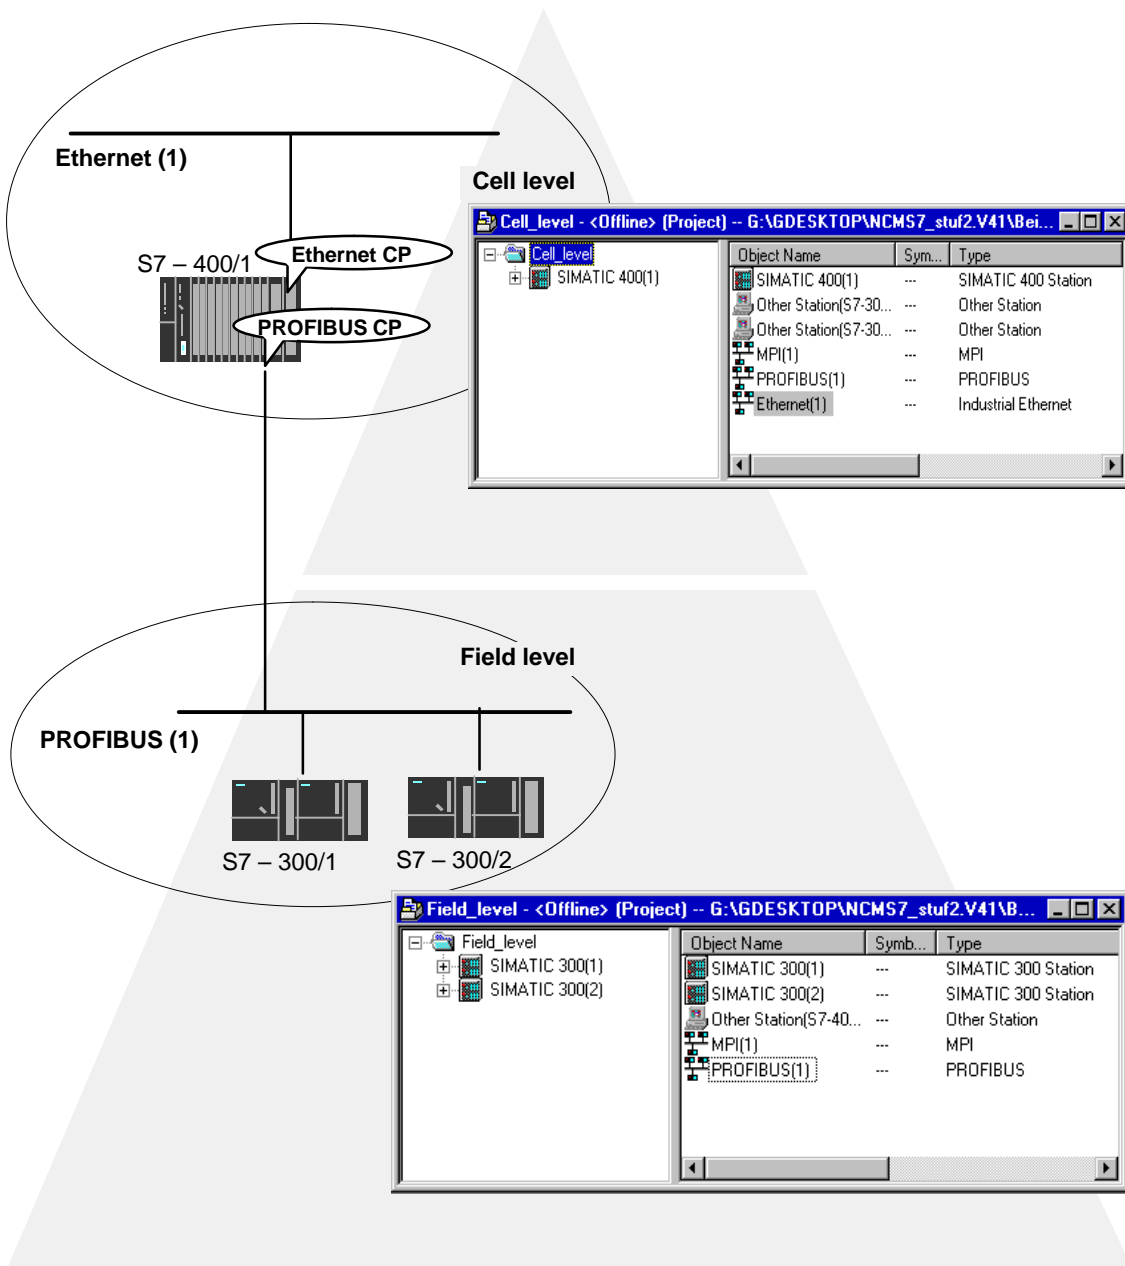 Ethernet (1)
Cell level
Cell_level - <Offline> (Project) -- G:\GDESKTOP\NCMS7_stuf2.V41\Bei...
Cell_level
SIMATIC 400(1)
Object Name Sym... Type
SIMATIC 400(1) --- SIMATIC 400 Station
Other Station(S7-30... --- Other Station
Other Station(S7-30... --- Other Station
MPI(1) --- MPI
PROFIBUS(1) --- PROFIBUS
Ethernet(1) --- Industrial Ethernet
S7 – 400/1
Ethernet CP
PROFIBUS CP
Field level
PROFIBUS (1)
S7 – 300/1
S7 – 300/2
Field_level - <Offline> (Project) -- G:\GDESKTOP\NCMS7_stuf2.V41\B...
Field_level
SIMATIC 300(1)
SIMATIC 300(2)
Object Name Symb... Type
SIMATIC 300(1) --- SIMATIC 300 Station
SIMATIC 300(2) --- SIMATIC 300 Station
Other Station(S7-40... --- Other Station
MPI(1) --- MPI
PROFIBUS(1) --- PROFIBUS